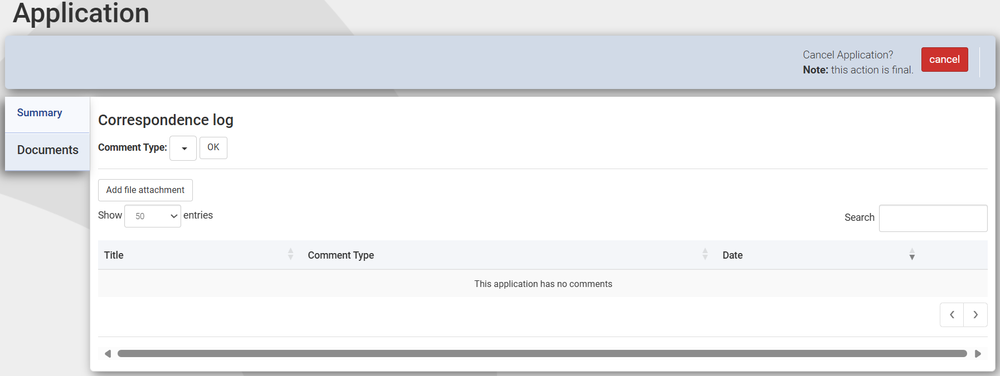 Application
Cancel Application?
Note: this action is final.
cancel
Summary
Documents
Correspondence log
Comment Type:
OK
Add file attachment
Show 50 entries
Search
Title Comment Type Date
This application has no comments